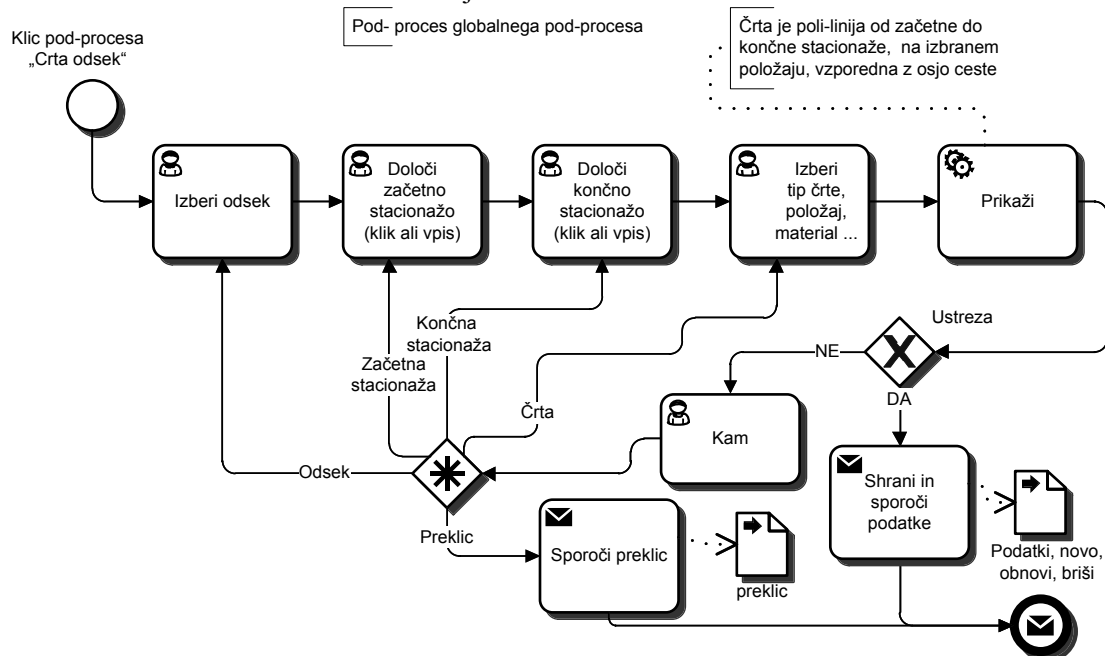 Pod- proces globalnega pod-procesa
Črta je poli-linija od začetne do
končne stacionaže, na izbranem
položaju, vzporedna z osjo ceste
Klic pod-procesa
„Crta odsek“
Izberi odsek
Določi
začetno
stacionažo
(klik ali vpis)
Določi
končno
stacionažo
(klik ali vpis)
Izberi
tip črte,
položaj,
material ...
Prikaži
Ustreza
NE
DA
Končna
stacionaža
Začetna
stacionaža
Črta
Kam
Odsek
Preklic
Sporoči preklic
preklic
Shrani in
sporoči
podatke
Podatki, novo,
obnovi, briši